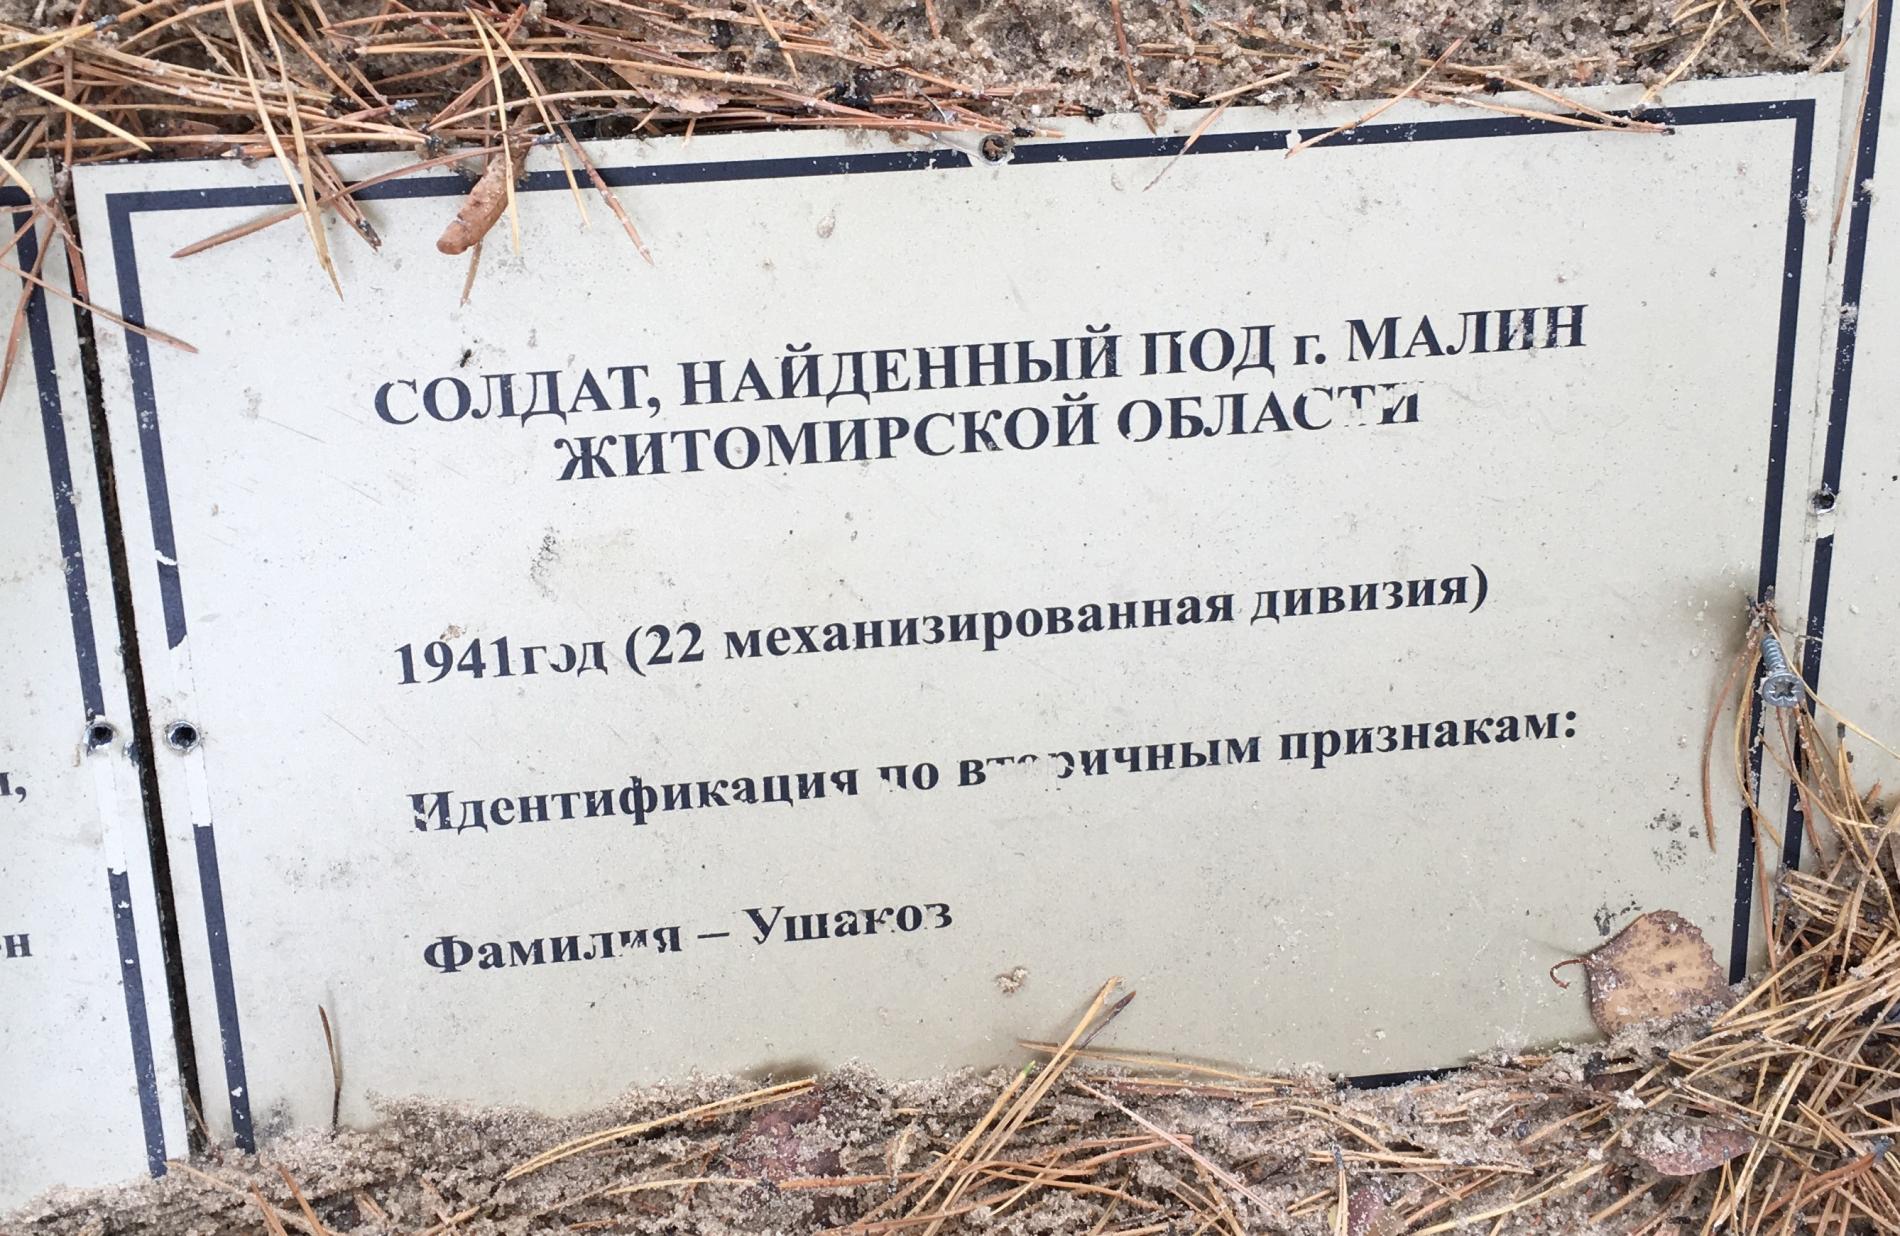 СОЛДАТ, НАЙДЕННЫЙ ПОД г. МАЛИН
ЖИТОМИРСКОЙ ОБЛАСТИ
1941год (22 механизированная дивизия)
Идентификация по вторичным признакам:
Фамилия – Ушаков